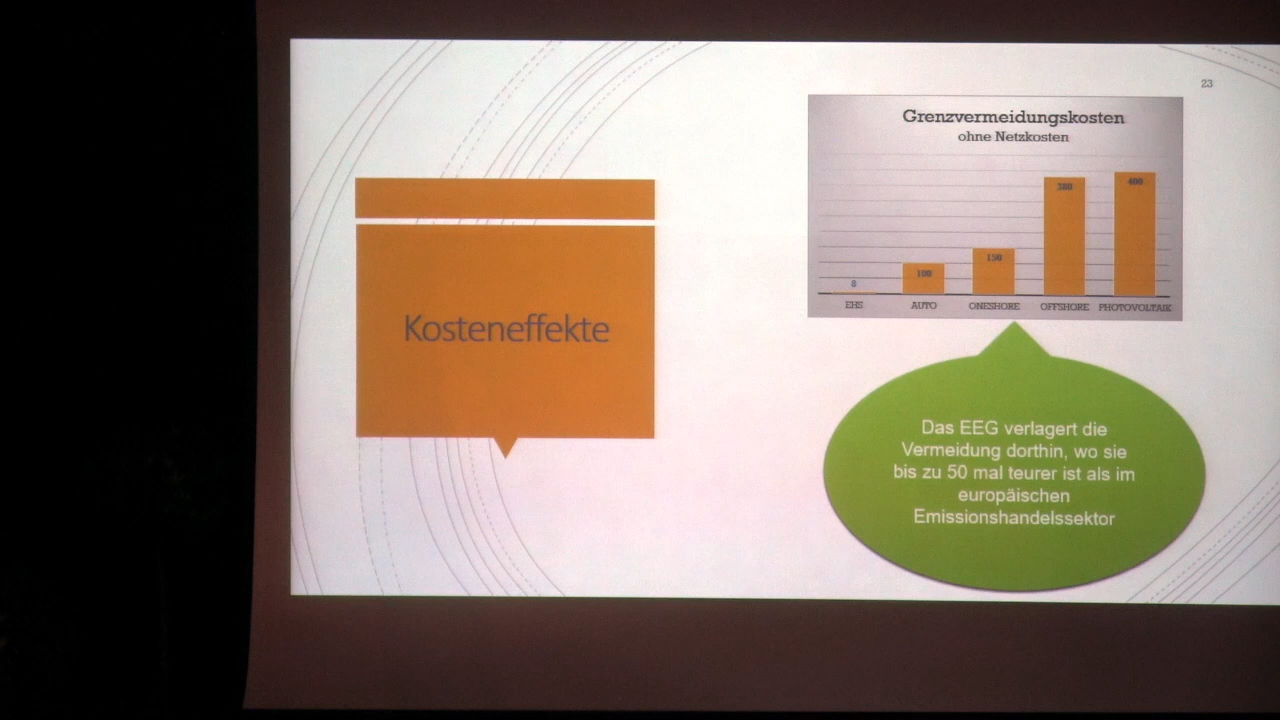 23
Kosteneffekte
Grenzvermeidungskosten
ohne Netzkosten
8
100
150
380
400
EHS
AUTO
ONESHORE
OFFSHORE
PHOTOVOLTAIK
Das EEG verlagert die
Vermeidung dorthin, wo sie
bis zu 50 mal teurer ist als im
europäischen
Emissionshandelssektor